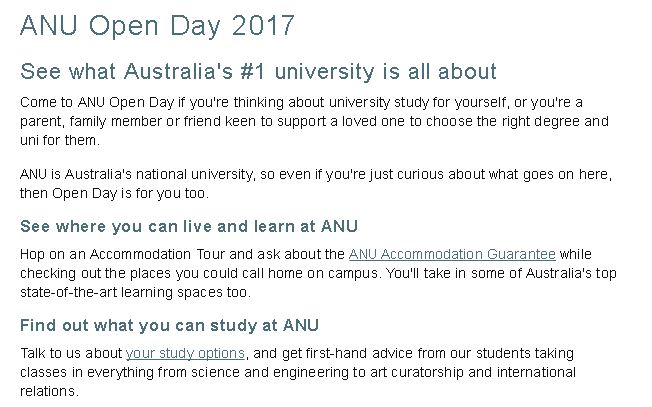 ANU Open Day 2017
See what Australia's #1 university is all about
Come to ANU Open Day if you're thinking about university study for yourself, or you're a
parent, family member or friend keen to support a loved one to choose the right degree and
uni for them.
ANU is Australia's national university, so even if you're just curious about what goes on here,
then Open Day is for you too.
See where you can live and learn at ANU
Hop on an Accommodation Tour and ask about the ANU Accommodation Guarantee while
checking out the places you could call home on campus. You'll take in some of Australia's top
state-of-the-art learning spaces too.
Find out what you can study at ANU
Talk to us about your study options, and get first-hand advice from our students taking
classes in everything from science and engineering to art curatorship and international
relations.